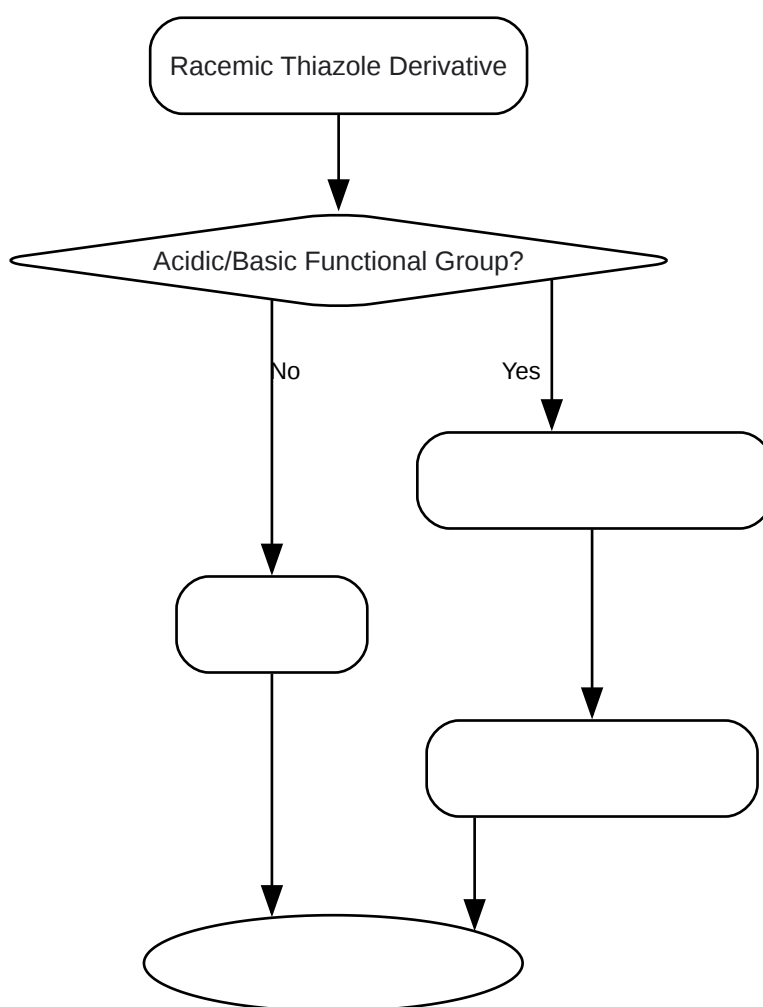 Racemic Thiazole Derivative
Acidic/Basic Functional Group?
No
Yes